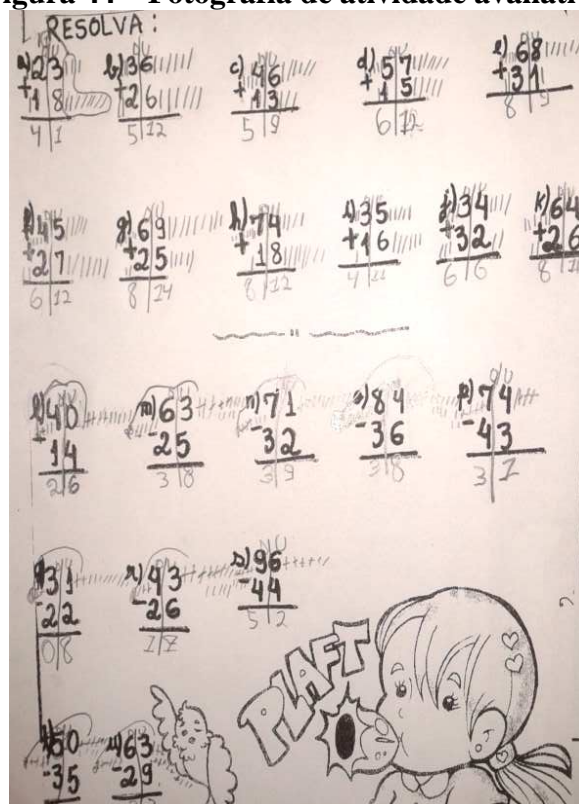 Figura 44 – Fotografia de atividade avaliati
RESOLVA:
a) 23 b) 36 c) 46 d) 57 e) 68
+18 +26 +13 +15 +31
4|1 5|12 5|9 6|12 8|9
45 g) 69 h) 74 i) 35 j) 34 k) 64
+27 +25 +18 +16 +32 +26
6|12 8|14 8|12 4|11 6|6 8|1
l) 40 m) 63 n) 71 o) 84 p) 74
14 -25 -32 -36 -43
2|6 3|8 3|9 3|8 3|1
31 r) 43 s) 96
-22 -26 -44
0|8 1|7 5|2
PLAFT
50 u) 63
-35 -29